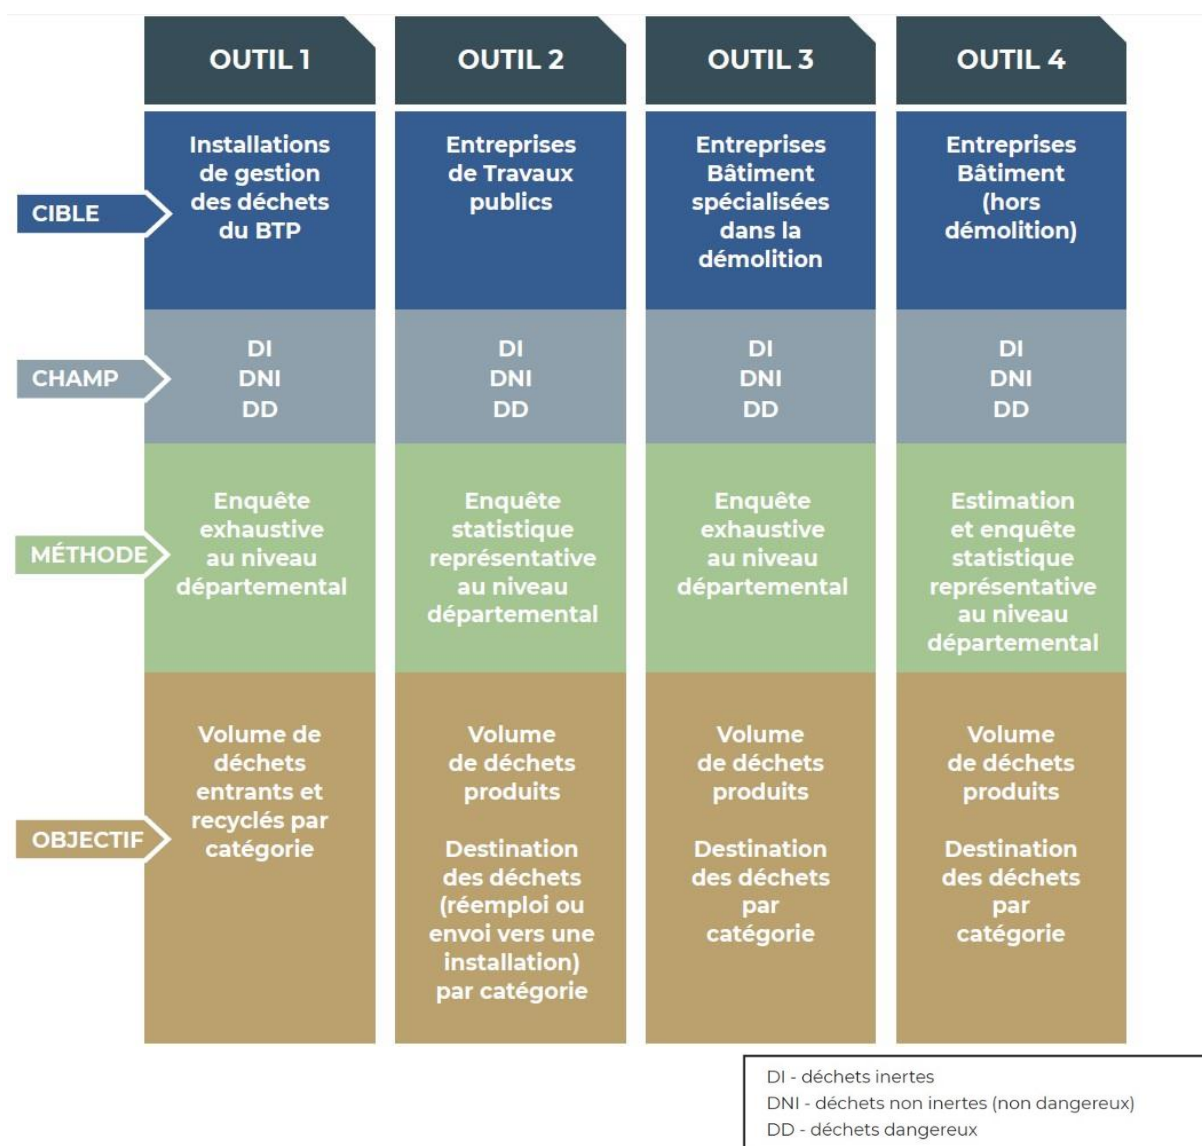 OUTIL 1
OUTIL 2
OUTIL 3
OUTIL 4
CIBLE
Installations
de gestion
des déchets
du BTP
Entreprises
de Travaux
publics
Entreprises
Bâtiment
spécialisées
dans la
démolition
Entreprises
Bâtiment
(hors
démolition)
CHAMP
DI
DNI
DD
DI
DNI
DD
DI
DNI
DD
DI
DNI
DD
MÉTHODE
Enquête
exhaustive
au niveau
départemental
Enquête
statistique
représentative
au niveau
départemental
Enquête
exhaustive
au niveau
départemental
Estimation
et enquête
statistique
représentative
au niveau
départemental
OBJECTIF
Volume de
déchets
entrants et
recyclés par
catégorie
Volume
de déchets
produits
Destination
des déchets
(réemploi ou
envoi vers une
installation)
par catégorie
Volume
de déchets
produits
Destination
des déchets
par
catégorie
Volume
de déchets
produits
Destination
des déchets
par
catégorie
DI - déchets inertes
DNI - déchets non inertes (non dangereux)
DD - déchets dangereux